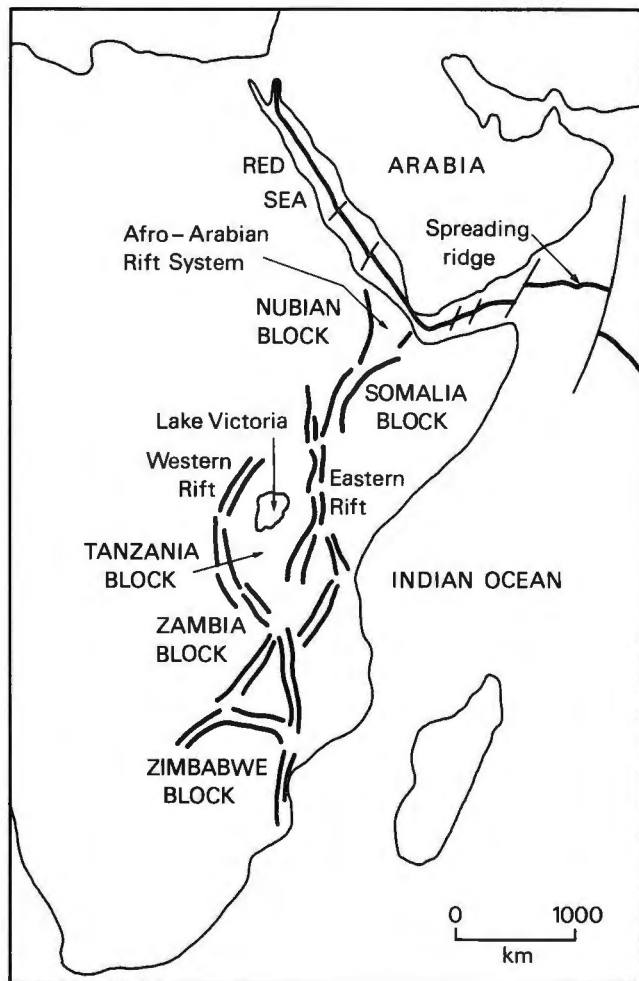 RED
SEA
ARABIA
Afro–Arabian
Rift System
Spreading
ridge
NUBIAN
BLOCK
SOMALIA
BLOCK
Lake Victoria
Western
Rift
Eastern
Rift
TANZANIA
BLOCK
INDIAN OCEAN
ZAMBIA
BLOCK
ZIMBABWE
BLOCK
0 1000
km